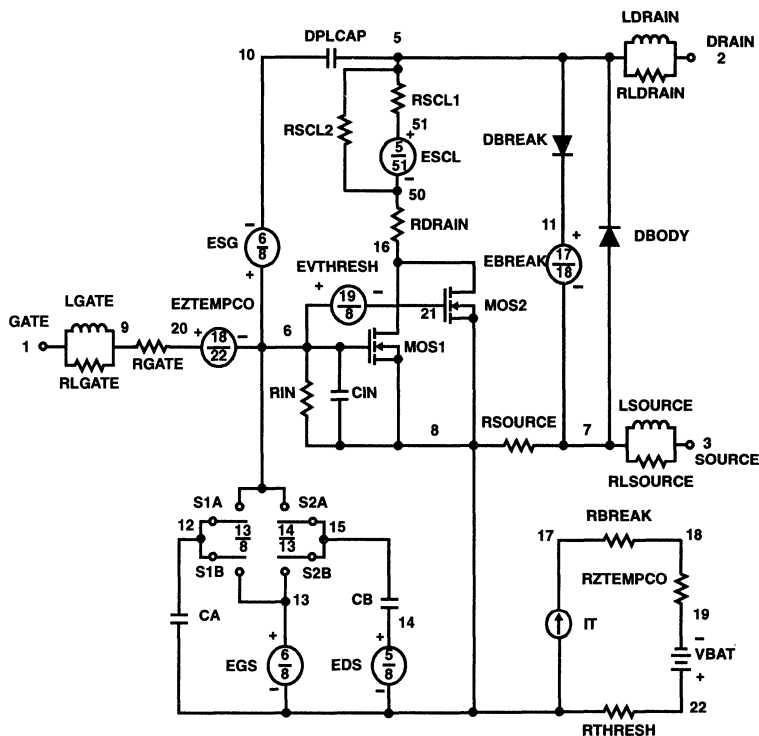 LDRAIN
DPLCAP
5
DRAIN
2
10
RLDRAIN
RSCL1
RSCL2
51
+
5
51
ESCL
−
50
DBREAK
RDRAIN
11
+
−
ESG
6
8
+
16
EBREAK
17
18
−
DBODY
EVTHRESH
+
19
8
−
21
MOS2
LGATE
EZTEMPCO
GATE
1
9
20
+
18
22
−
6
MOS1
RLGATE
RGATE
RIN
CIN
8
RSOURCE
7
LSOURCE
3
SOURCE
RLSOURCE
S1A
S2A
12
13
8
14
13
15
S1B
S2B
13
17
RBREAK
18
RZTEMPCO
19
CA
CB
14
IT
−
VBAT
+
+
EGS
6
8
−
+
EDS
5
8
−
22
RTHRESH